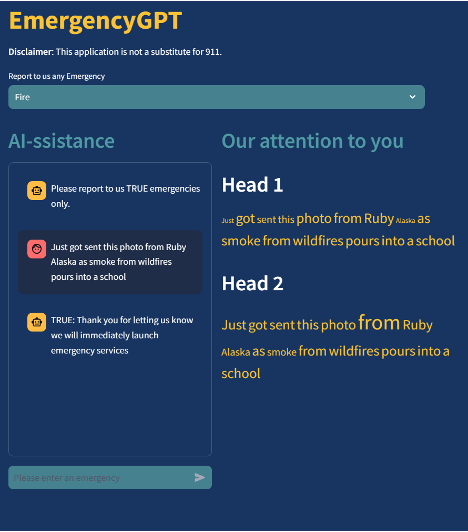 EmergencyGPT
Disclaimer: This application is not a substitute for 911.
Report to us any Emergency
Fire
AI-ssistance
Please report to us TRUE emergencies
only.
Just got sent this photo from Ruby
Alaska as smoke from wildfires
pours into a school
TRUE: Thank you for letting us know
we will immediately launch
emergency services
Please enter an emergency
Our attention to you
Head 1
Just got sent this photo from Ruby Alaska as
smoke from wildfires pours into a school
Head 2
Just got sent this photo from Ruby
Alaska as smoke from wildfires pours into a
school